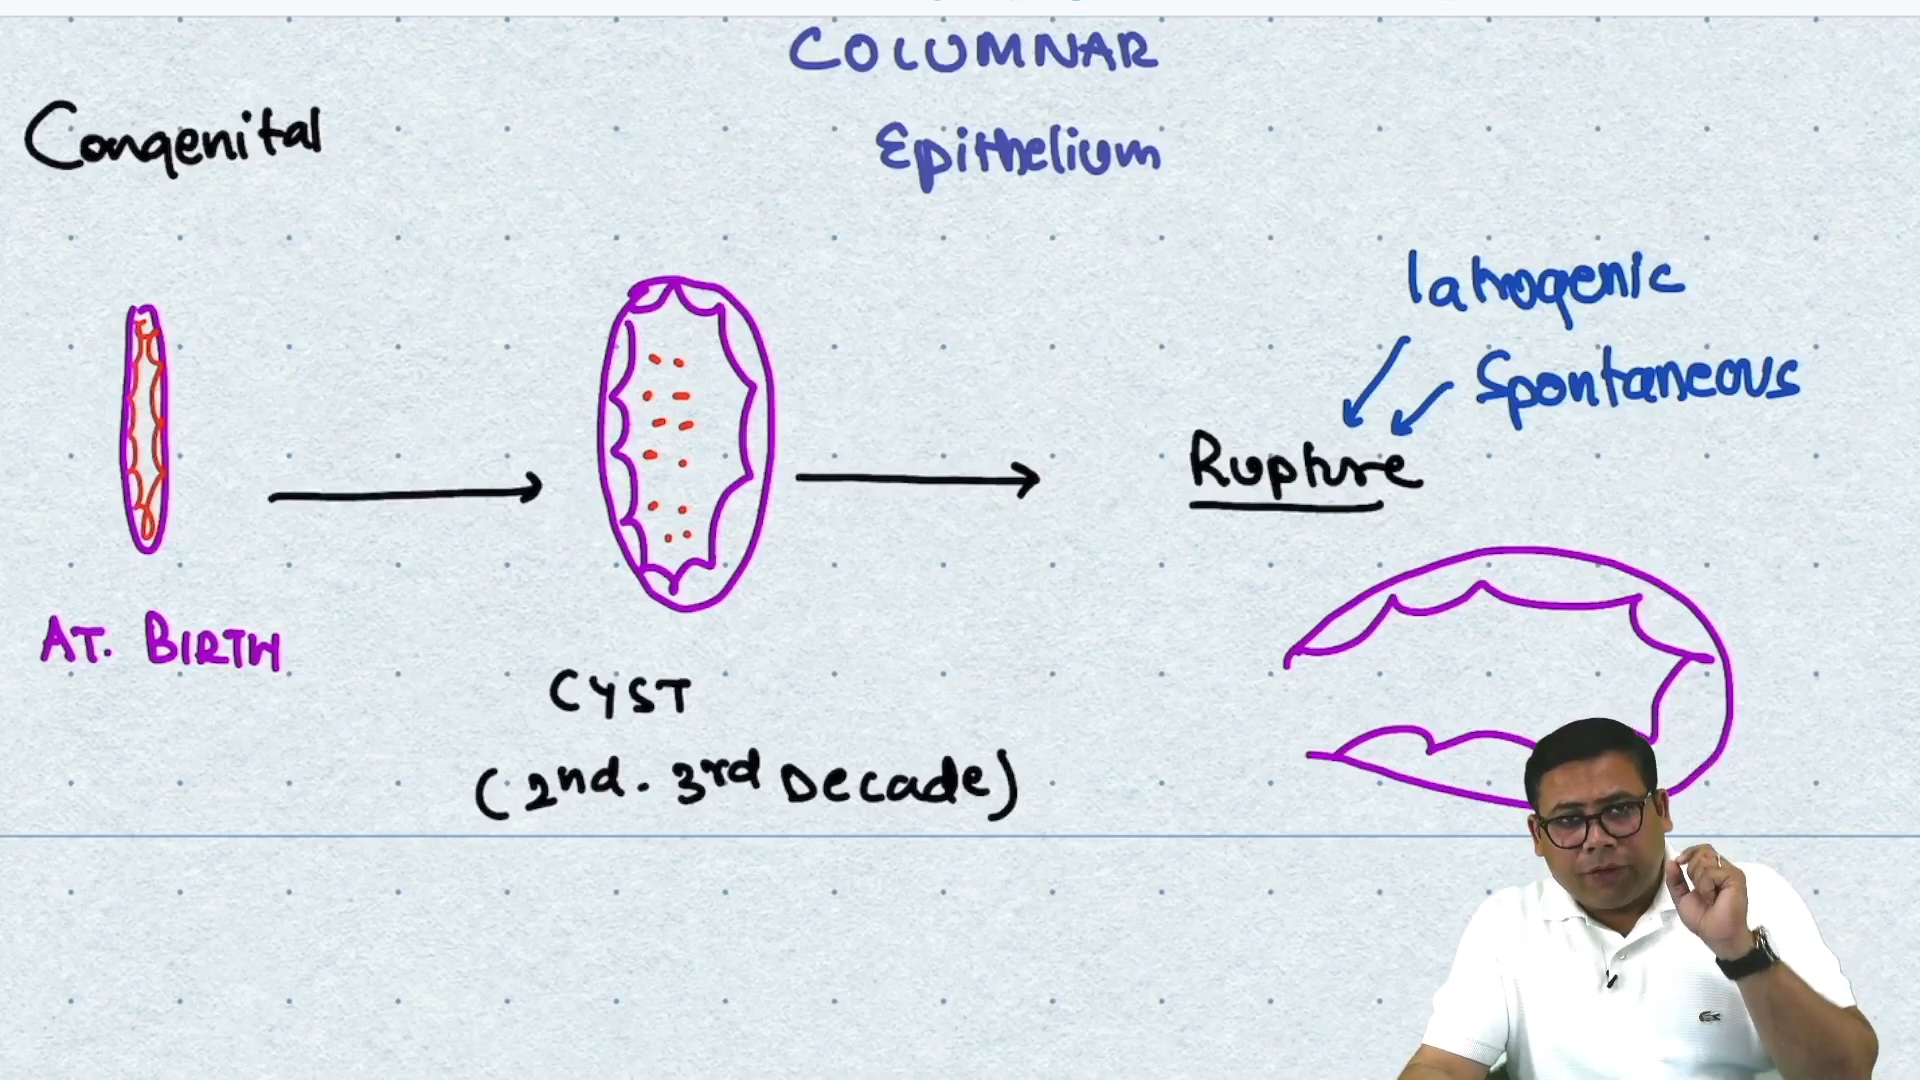 COLUMNAR
Epithelium
Congenital
Iatrogenic
Spontaneous
Rupture
AT. BIRTH
CYST
(2nd. 3rd Decade)